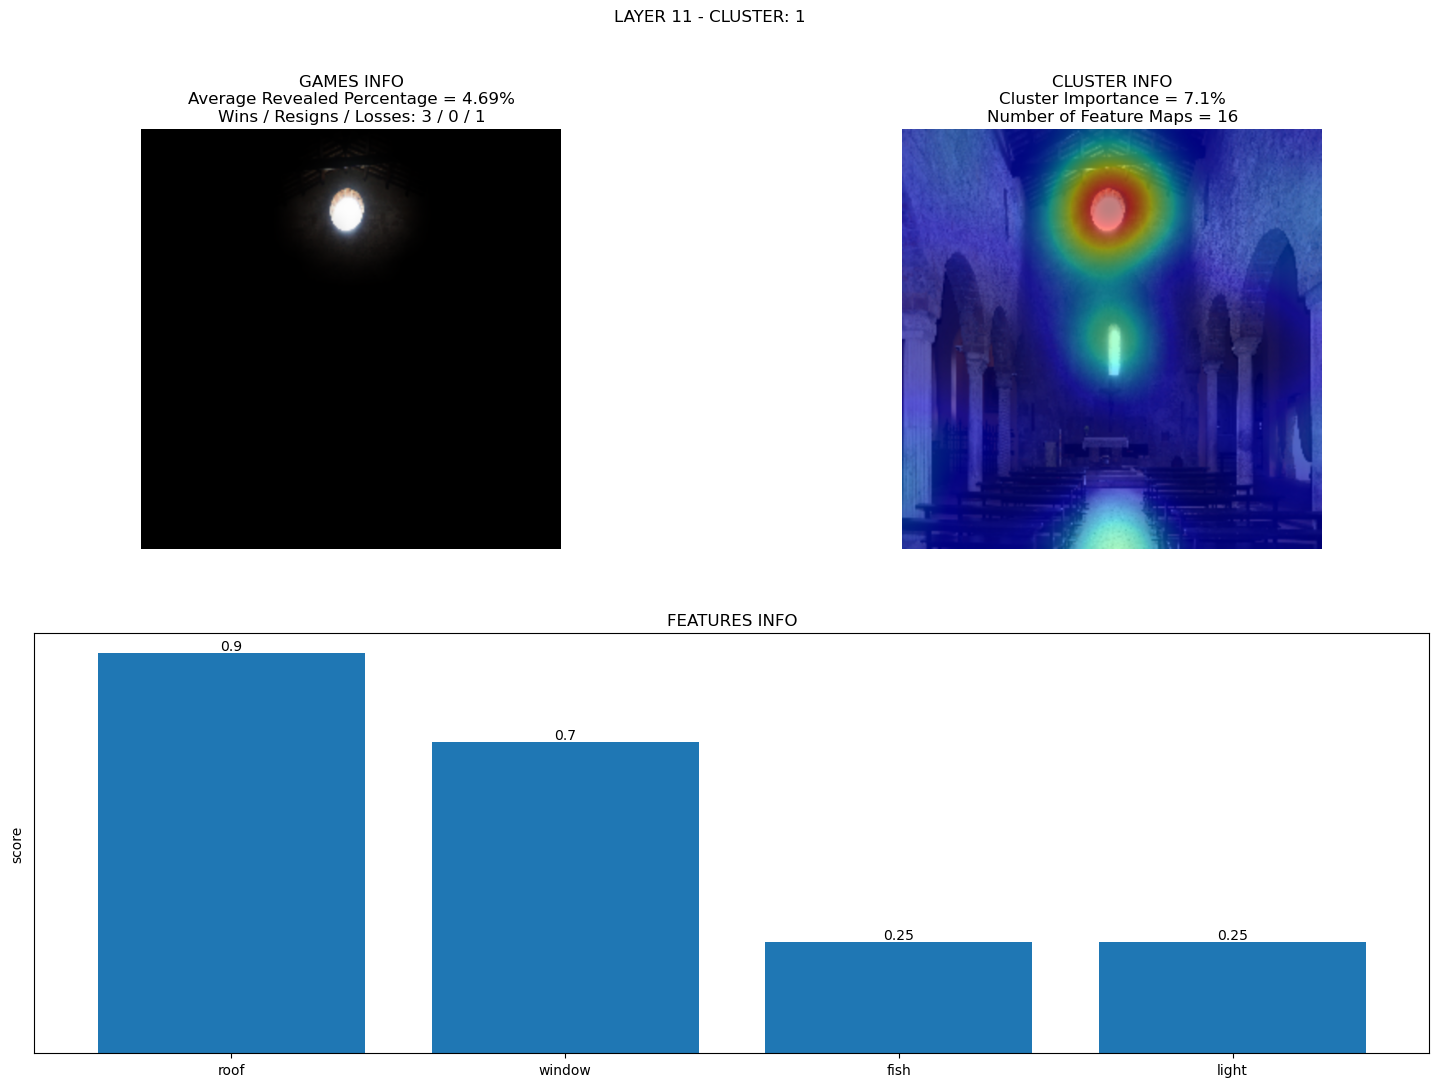 LAYER 11 - CLUSTER: 1
GAMES INFO
Average Revealed Percentage = 4.69%
Wins / Resigns / Losses: 3 / 0 / 1
CLUSTER INFO
Cluster Importance = 7.1%
Number of Feature Maps = 16
FEATURES INFO
score
0.9
0.7
0.25
0.25
roof
window
fish
light